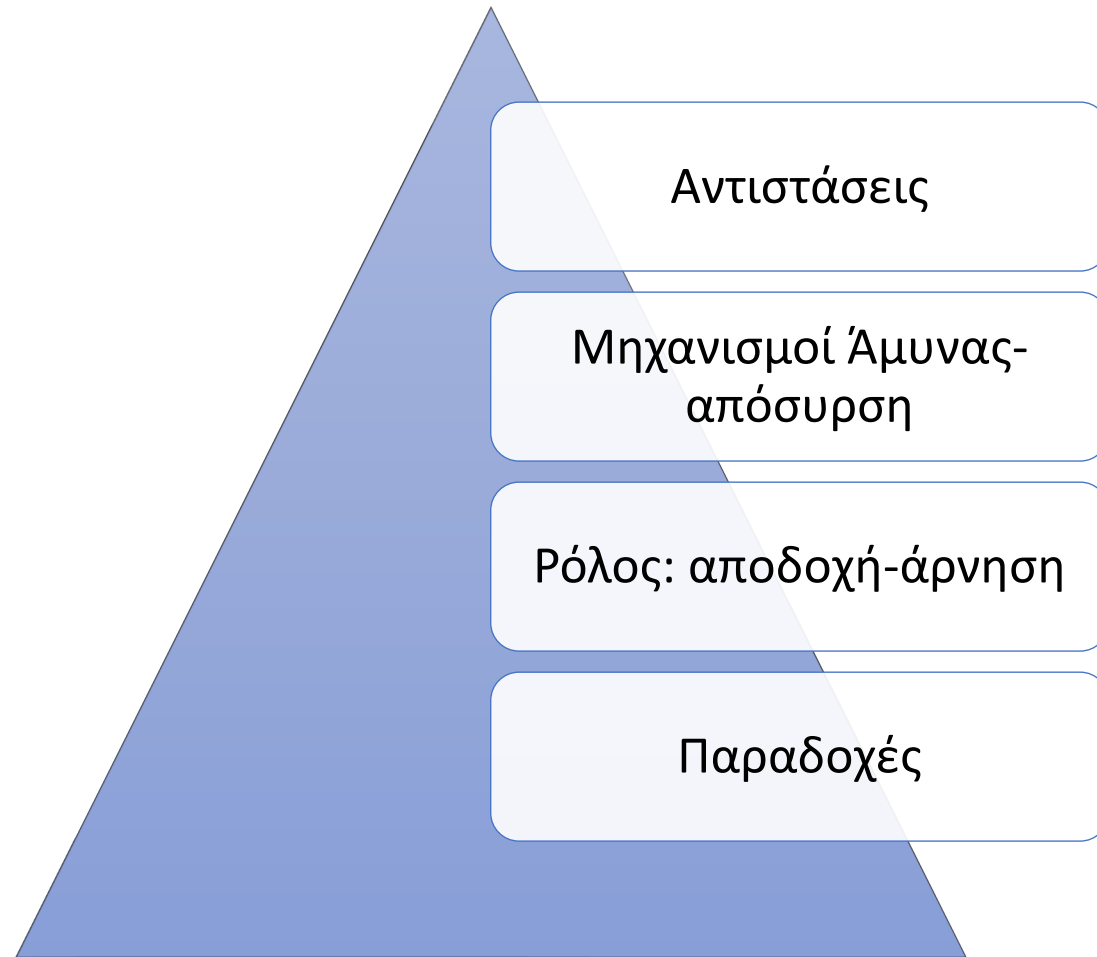 Αντιστάσεις
Μηχανισμοί Άμυνας-
απόσυρση
Ρόλος: αποδοχή-άρνηση
Παραδοχές